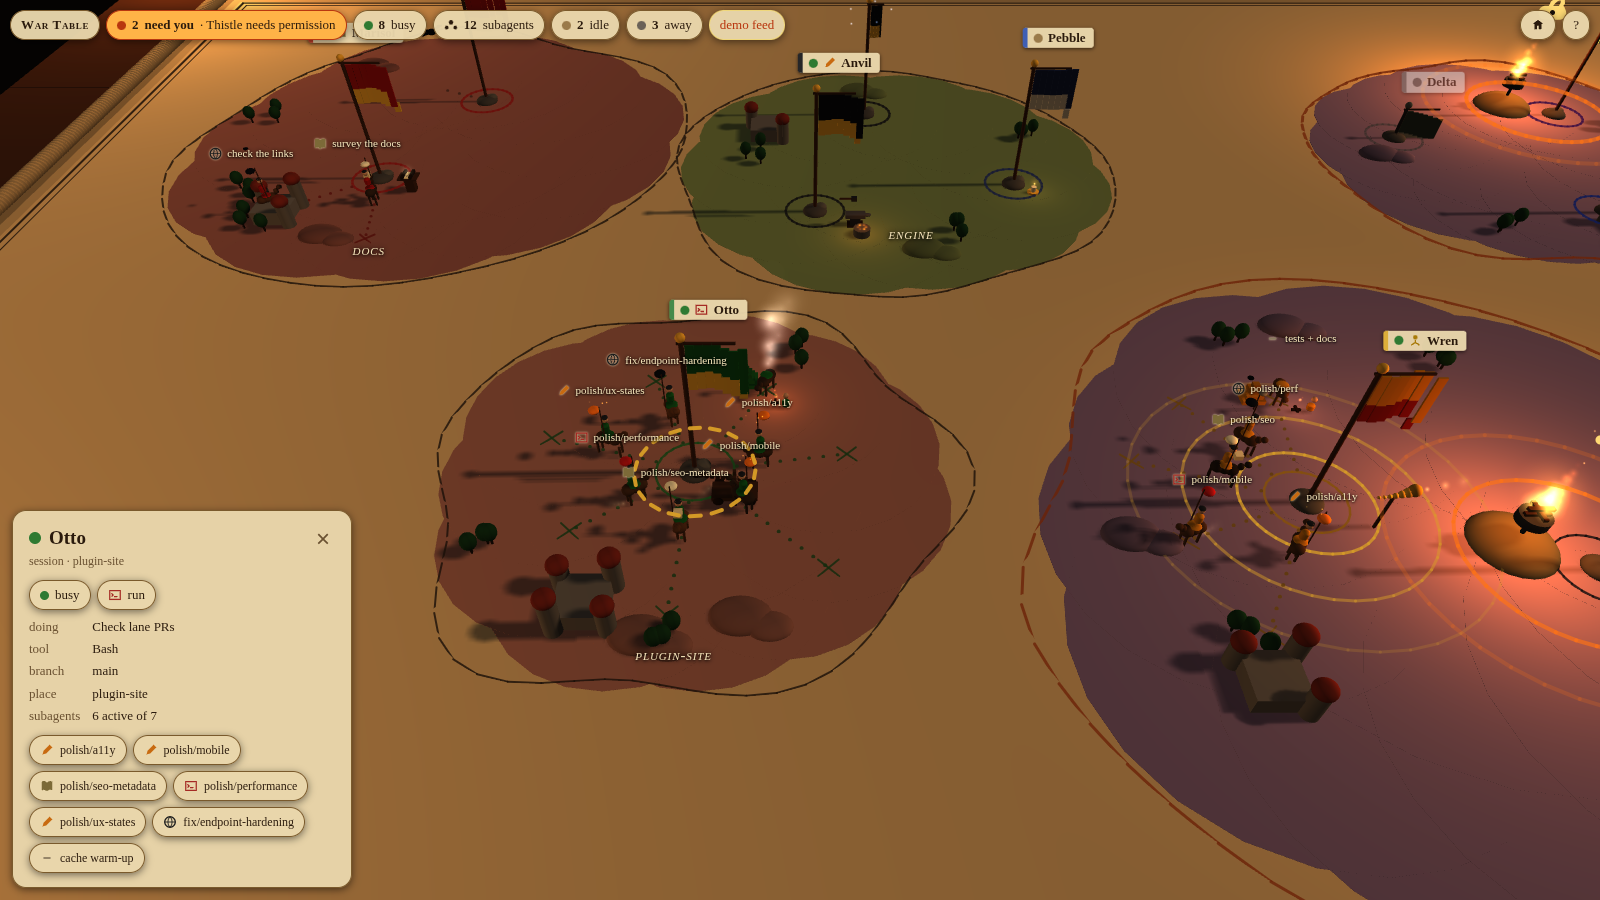 War Table
2 need you · Thistle needs permission
8 busy
12 subagents
2 idle
3 away
demo feed
?
Pebble
Anvil
Delta
survey the docs
check the links
ENGINE
DOCS
Otto
tests + docs
Wren
fix/endpoint-hardening
polish/ux-states
polish/perf
polish/a11y
polish/seo
polish/performance
polish/mobile
polish/seo-metadata
polish/mobile
polish/a11y
PLUGIN-SITE
Otto
session · plugin-site
busy
run
doing Check lane PRs
tool Bash
branch main
place plugin-site
subagents 6 active of 7
polish/a11y
polish/mobile
polish/seo-metadata
polish/performance
polish/ux-states
fix/endpoint-hardening
cache warm-up